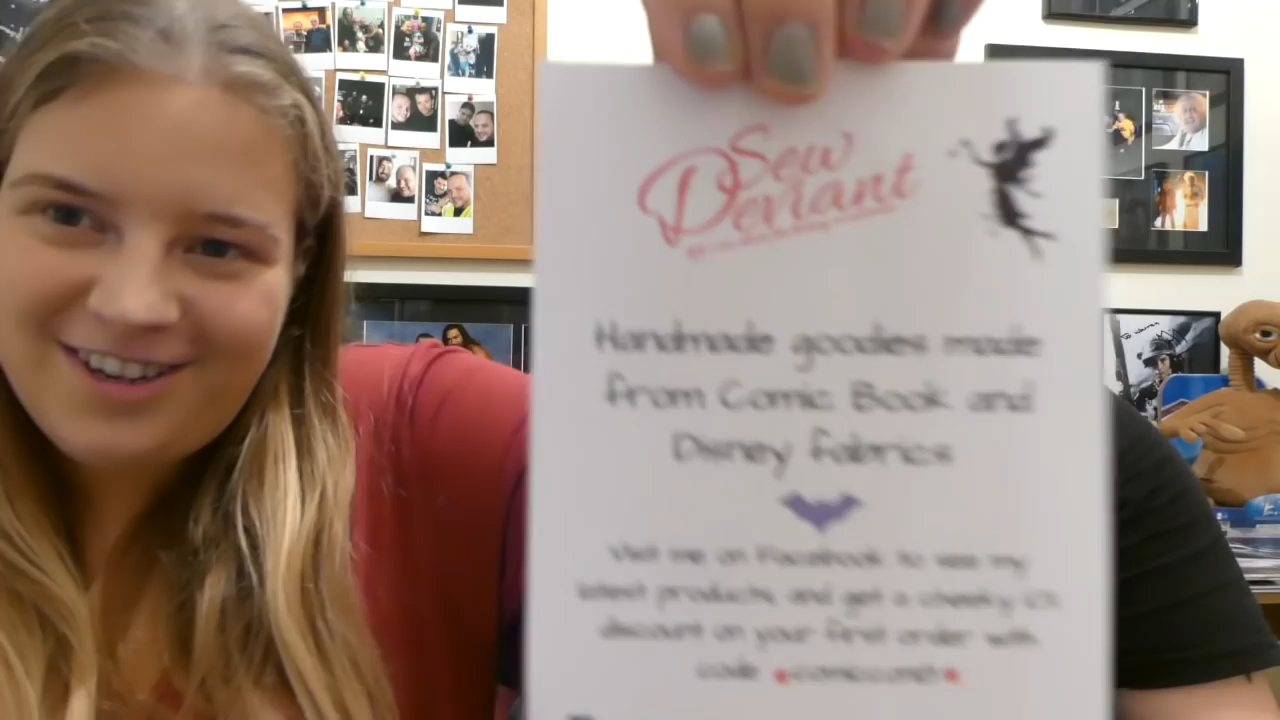 Sew
Deviant
Handmade goodies made
from Comic Book and
Disney fabrics
Visit me on Facebook to see my
latest products and get a cheeky
discount on your first order with
code